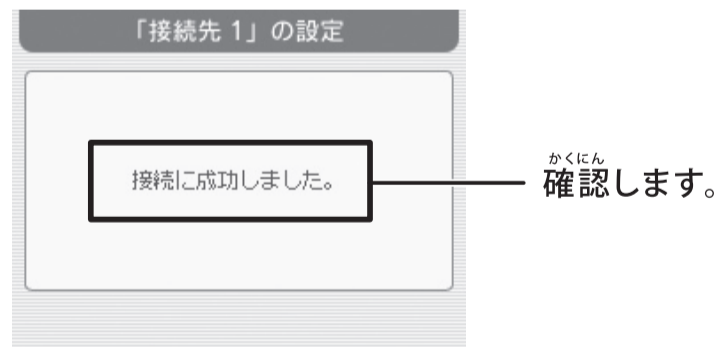 「接続先 1」の設定
接続に成功しました。
かくにん
確認します。